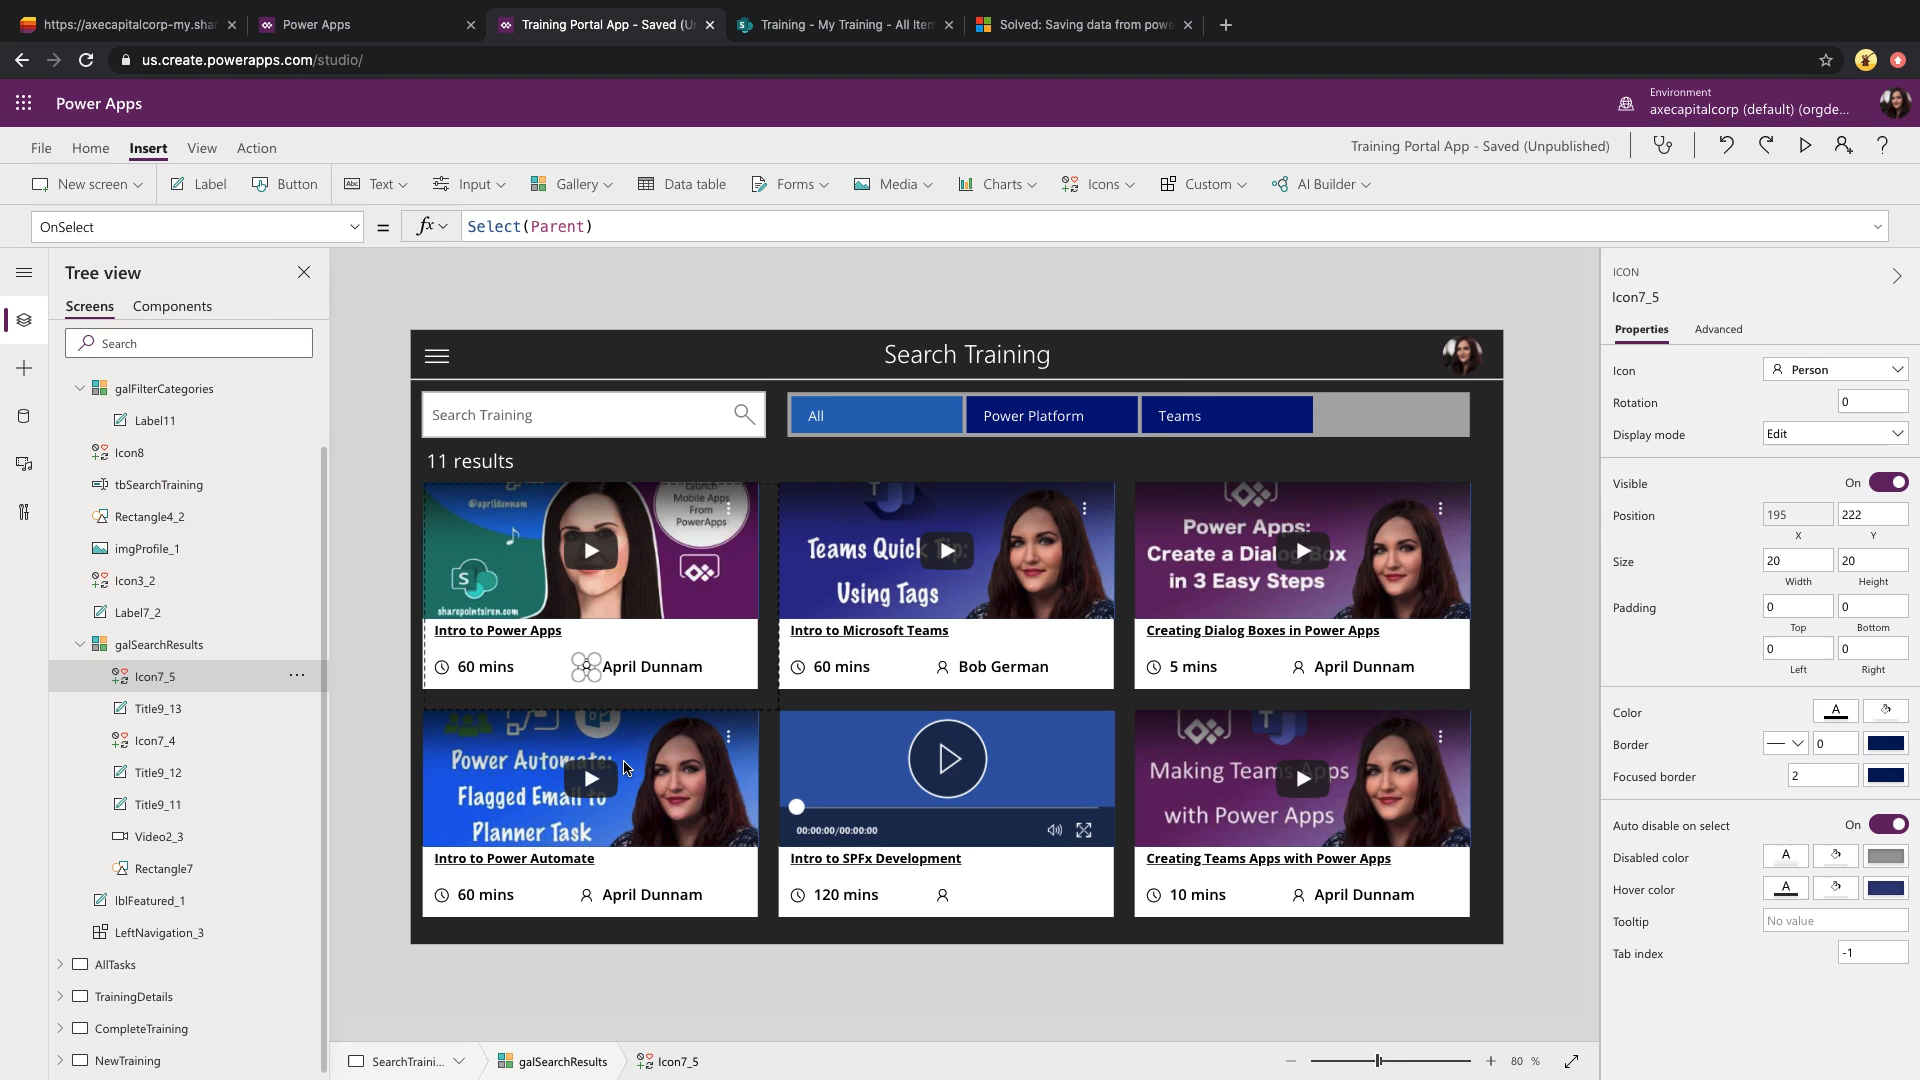 https://axecapitalcorp-my.shar
Power Apps
Training Portal App - Saved (U
Training - My Training - All Item
Solved: Saving data from powe
us.create.powerapps.com/studio/
Power Apps
Environment
axecapitalcorp (default) (orgde...
File
Home
Insert
View
Action
Training Portal App - Saved (Unpublished)
New screen
Label
Button
Text
Input
Gallery
Data table
Forms
Media
Charts
Icons
Custom
AI Builder
OnSelect
=
fx
Select(Parent)
Tree view
Screens
Components
Search
galFilterCategories
Label11
Icon8
tbSearchTraining
Rectangle4_2
imgProfile_1
Icon3_2
Label7_2
galSearchResults
Icon7_5
Title9_13
Icon7_4
Title9_12
Title9_11
Video2_3
Rectangle7
lblFeatured_1
LeftNavigation_3
AllTasks
TrainingDetails
CompleteTraining
NewTraining
Search Training
Search Training
All
Power Platform
Teams
11 results
@aprildunnam
Launch
Mobile Apps
From
PowerApps
sharepointsiren.com
Intro to Power Apps
60 mins
April Dunnam
Teams Quick Tip:
Using Tags
Intro to Microsoft Teams
60 mins
Bob German
Power Apps:
Create a Dialog Box
in 3 Easy Steps
Creating Dialog Boxes in Power Apps
5 mins
April Dunnam
Power Automate:
Flagged Email to
Planner Task
Intro to Power Automate
60 mins
April Dunnam
00:00:00/00:00:00
Intro to SPFx Development
120 mins
Making Teams Apps
with Power Apps
Creating Teams Apps with Power Apps
10 mins
April Dunnam
SearchTraini...
galSearchResults
Icon7_5
80 %
ICON
Icon7_5
Properties
Advanced
Icon
Person
Rotation
0
Display mode
Edit
Visible
On
Position
195
222
X
Y
Size
20
20
Width
Height
Padding
0
0
Top
Bottom
0
0
Left
Right
Color
A
Border
0
Focused border
2
Auto disable on select
On
Disabled color
A
Hover color
A
Tooltip
No value
Tab index
-1